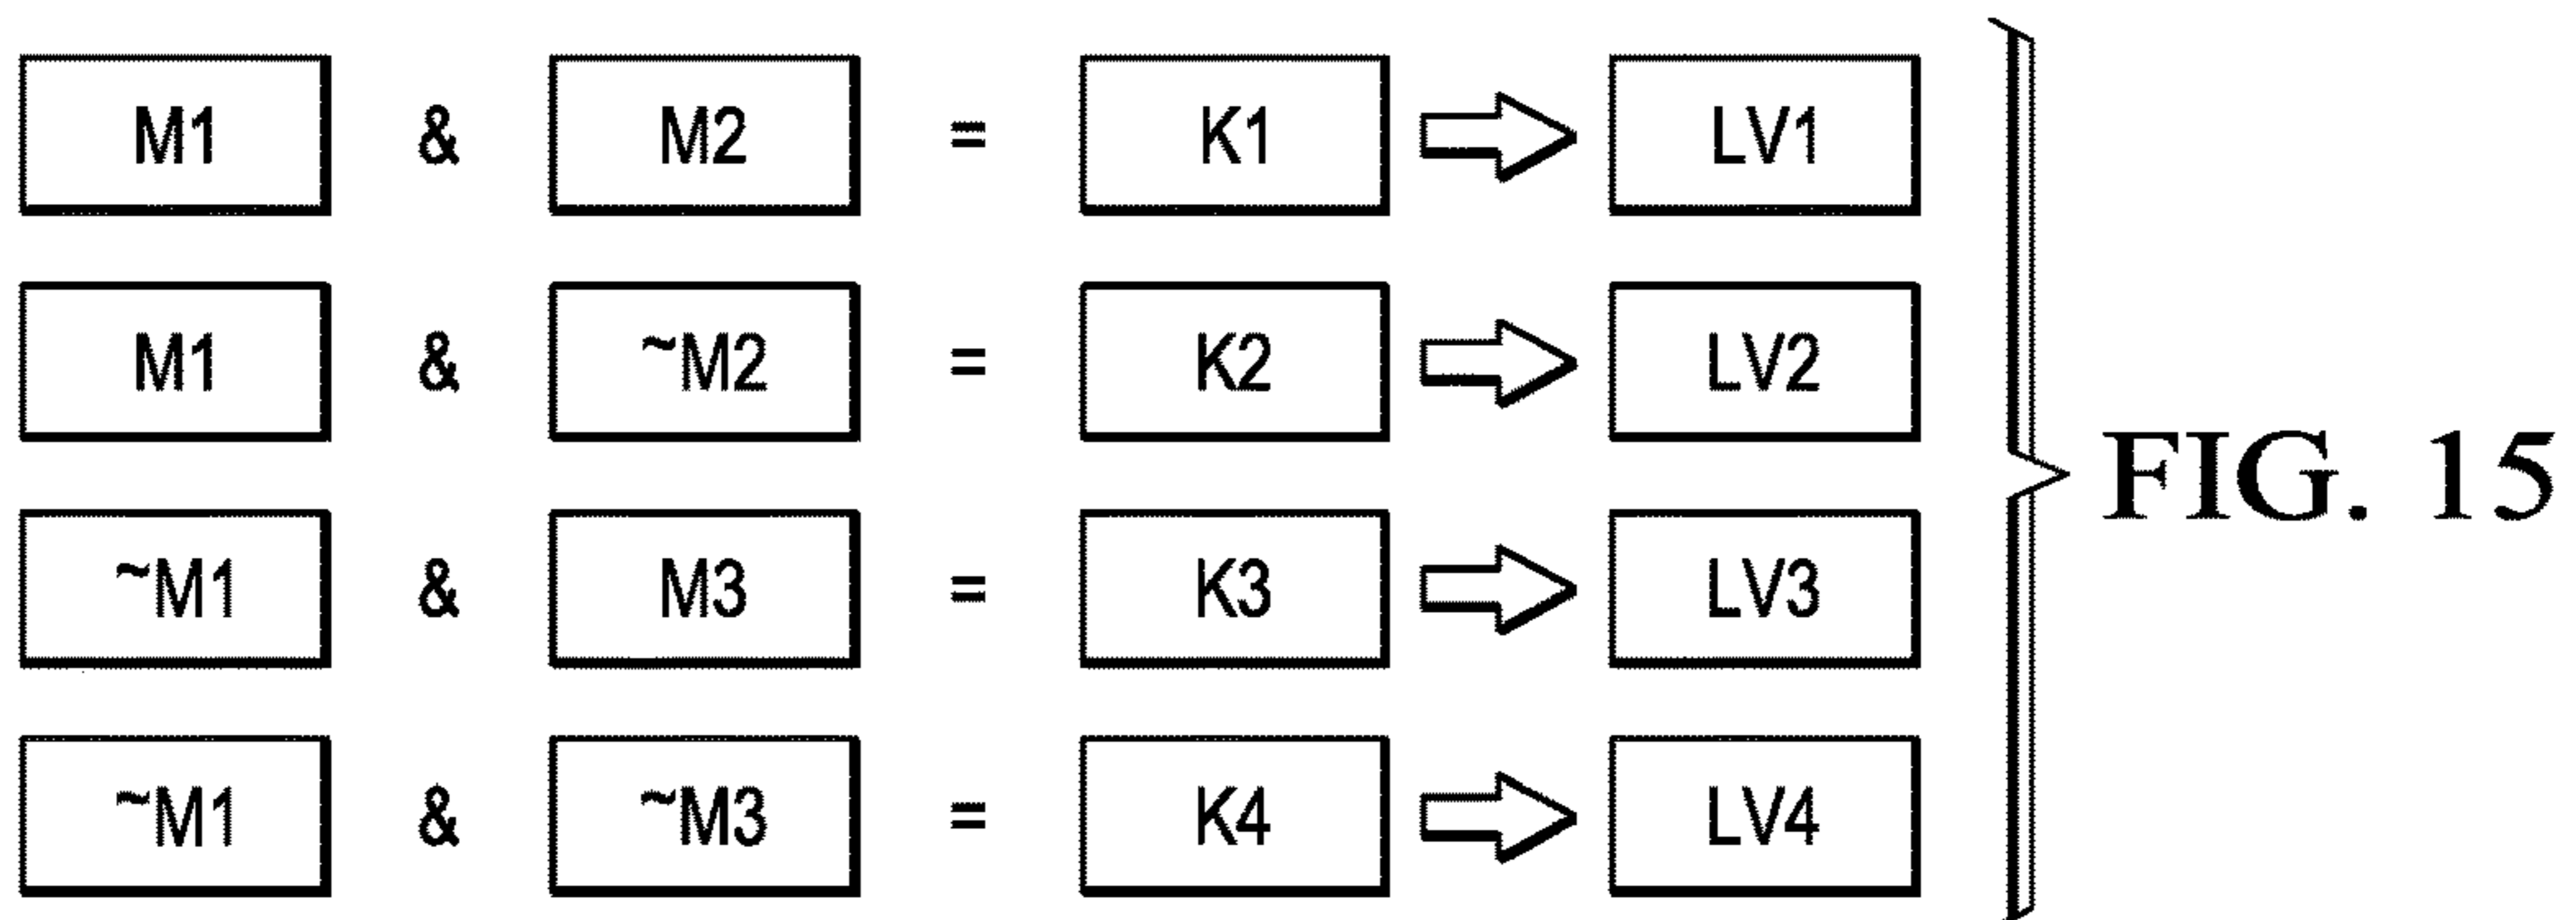 M1 & M2 = K1 LV1
M1 & ~M2 = K2 LV2
~M1 & M3 = K3 LV3
~M1 & ~M3 = K4 LV4
FIG. 15